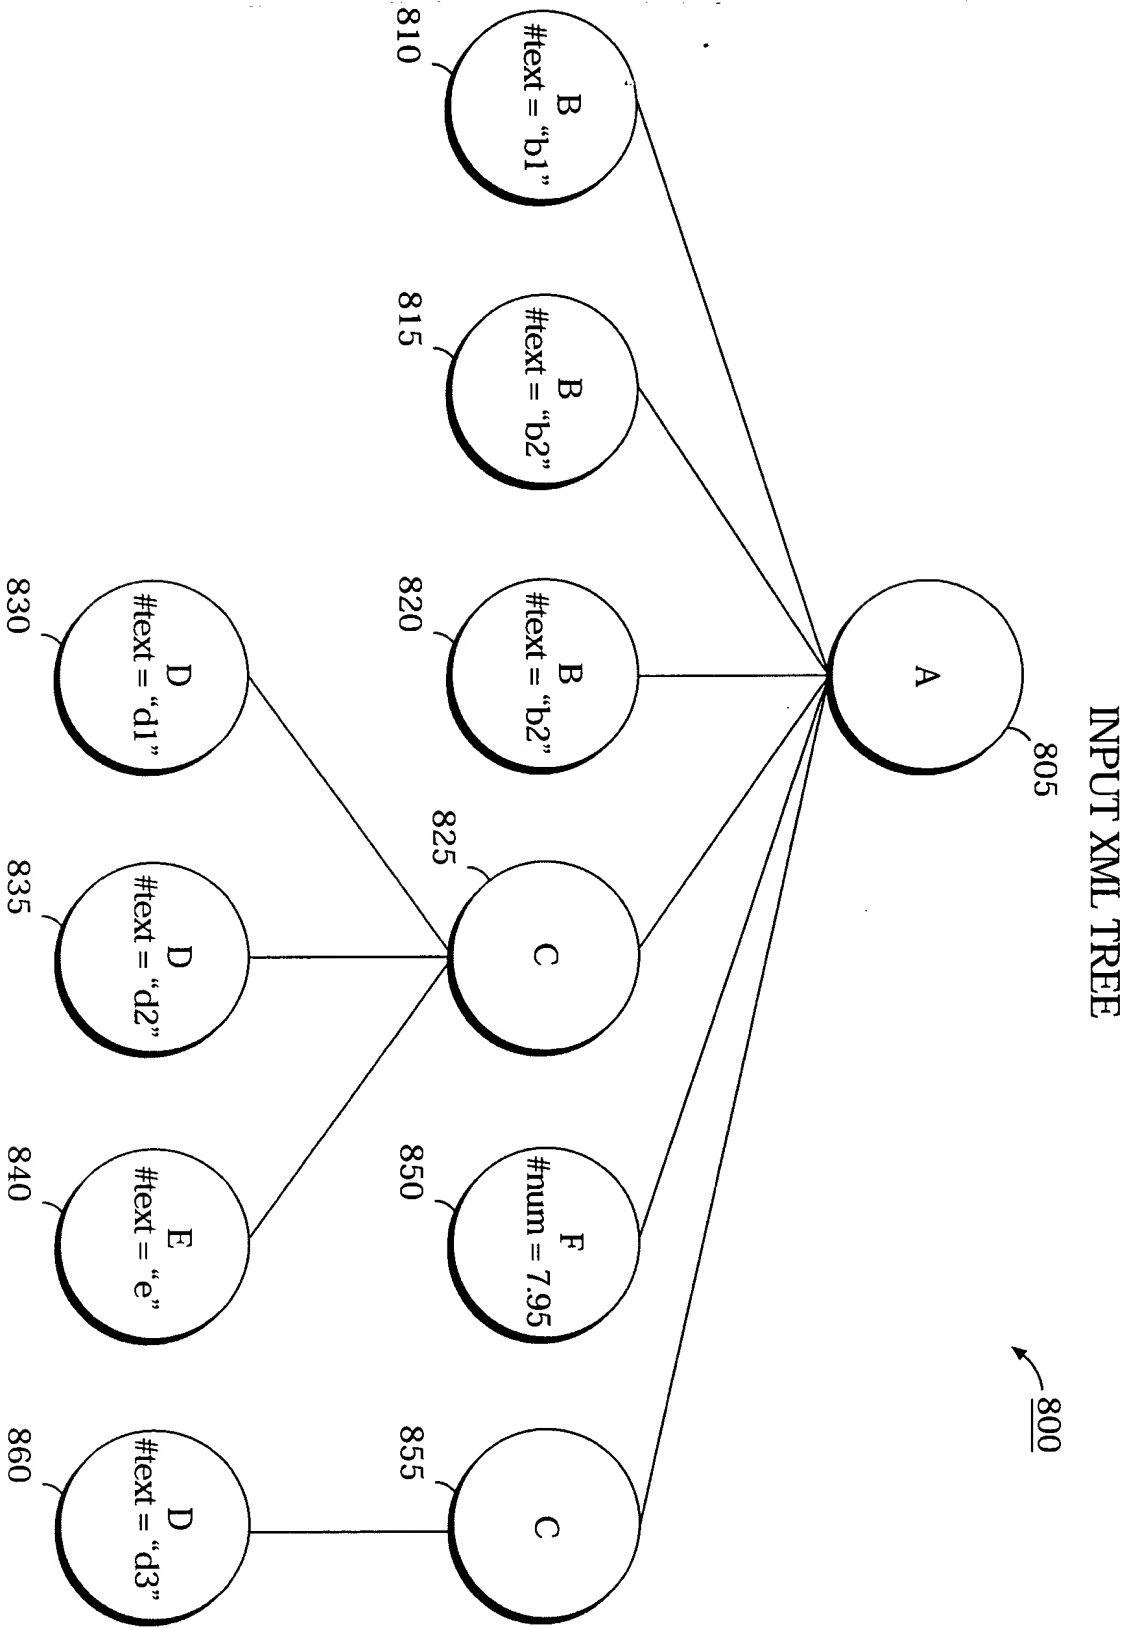 INPUT XML TREE
800
A
805
B
#text = “b1”
810
B
#text = “b2”
815
B
#text = “b2”
820
C
825
F
#num = 7.95
850
C
855
D
#text = “d1”
830
D
#text = “d2”
835
E
#text = “e”
840
D
#text = “d3”
860